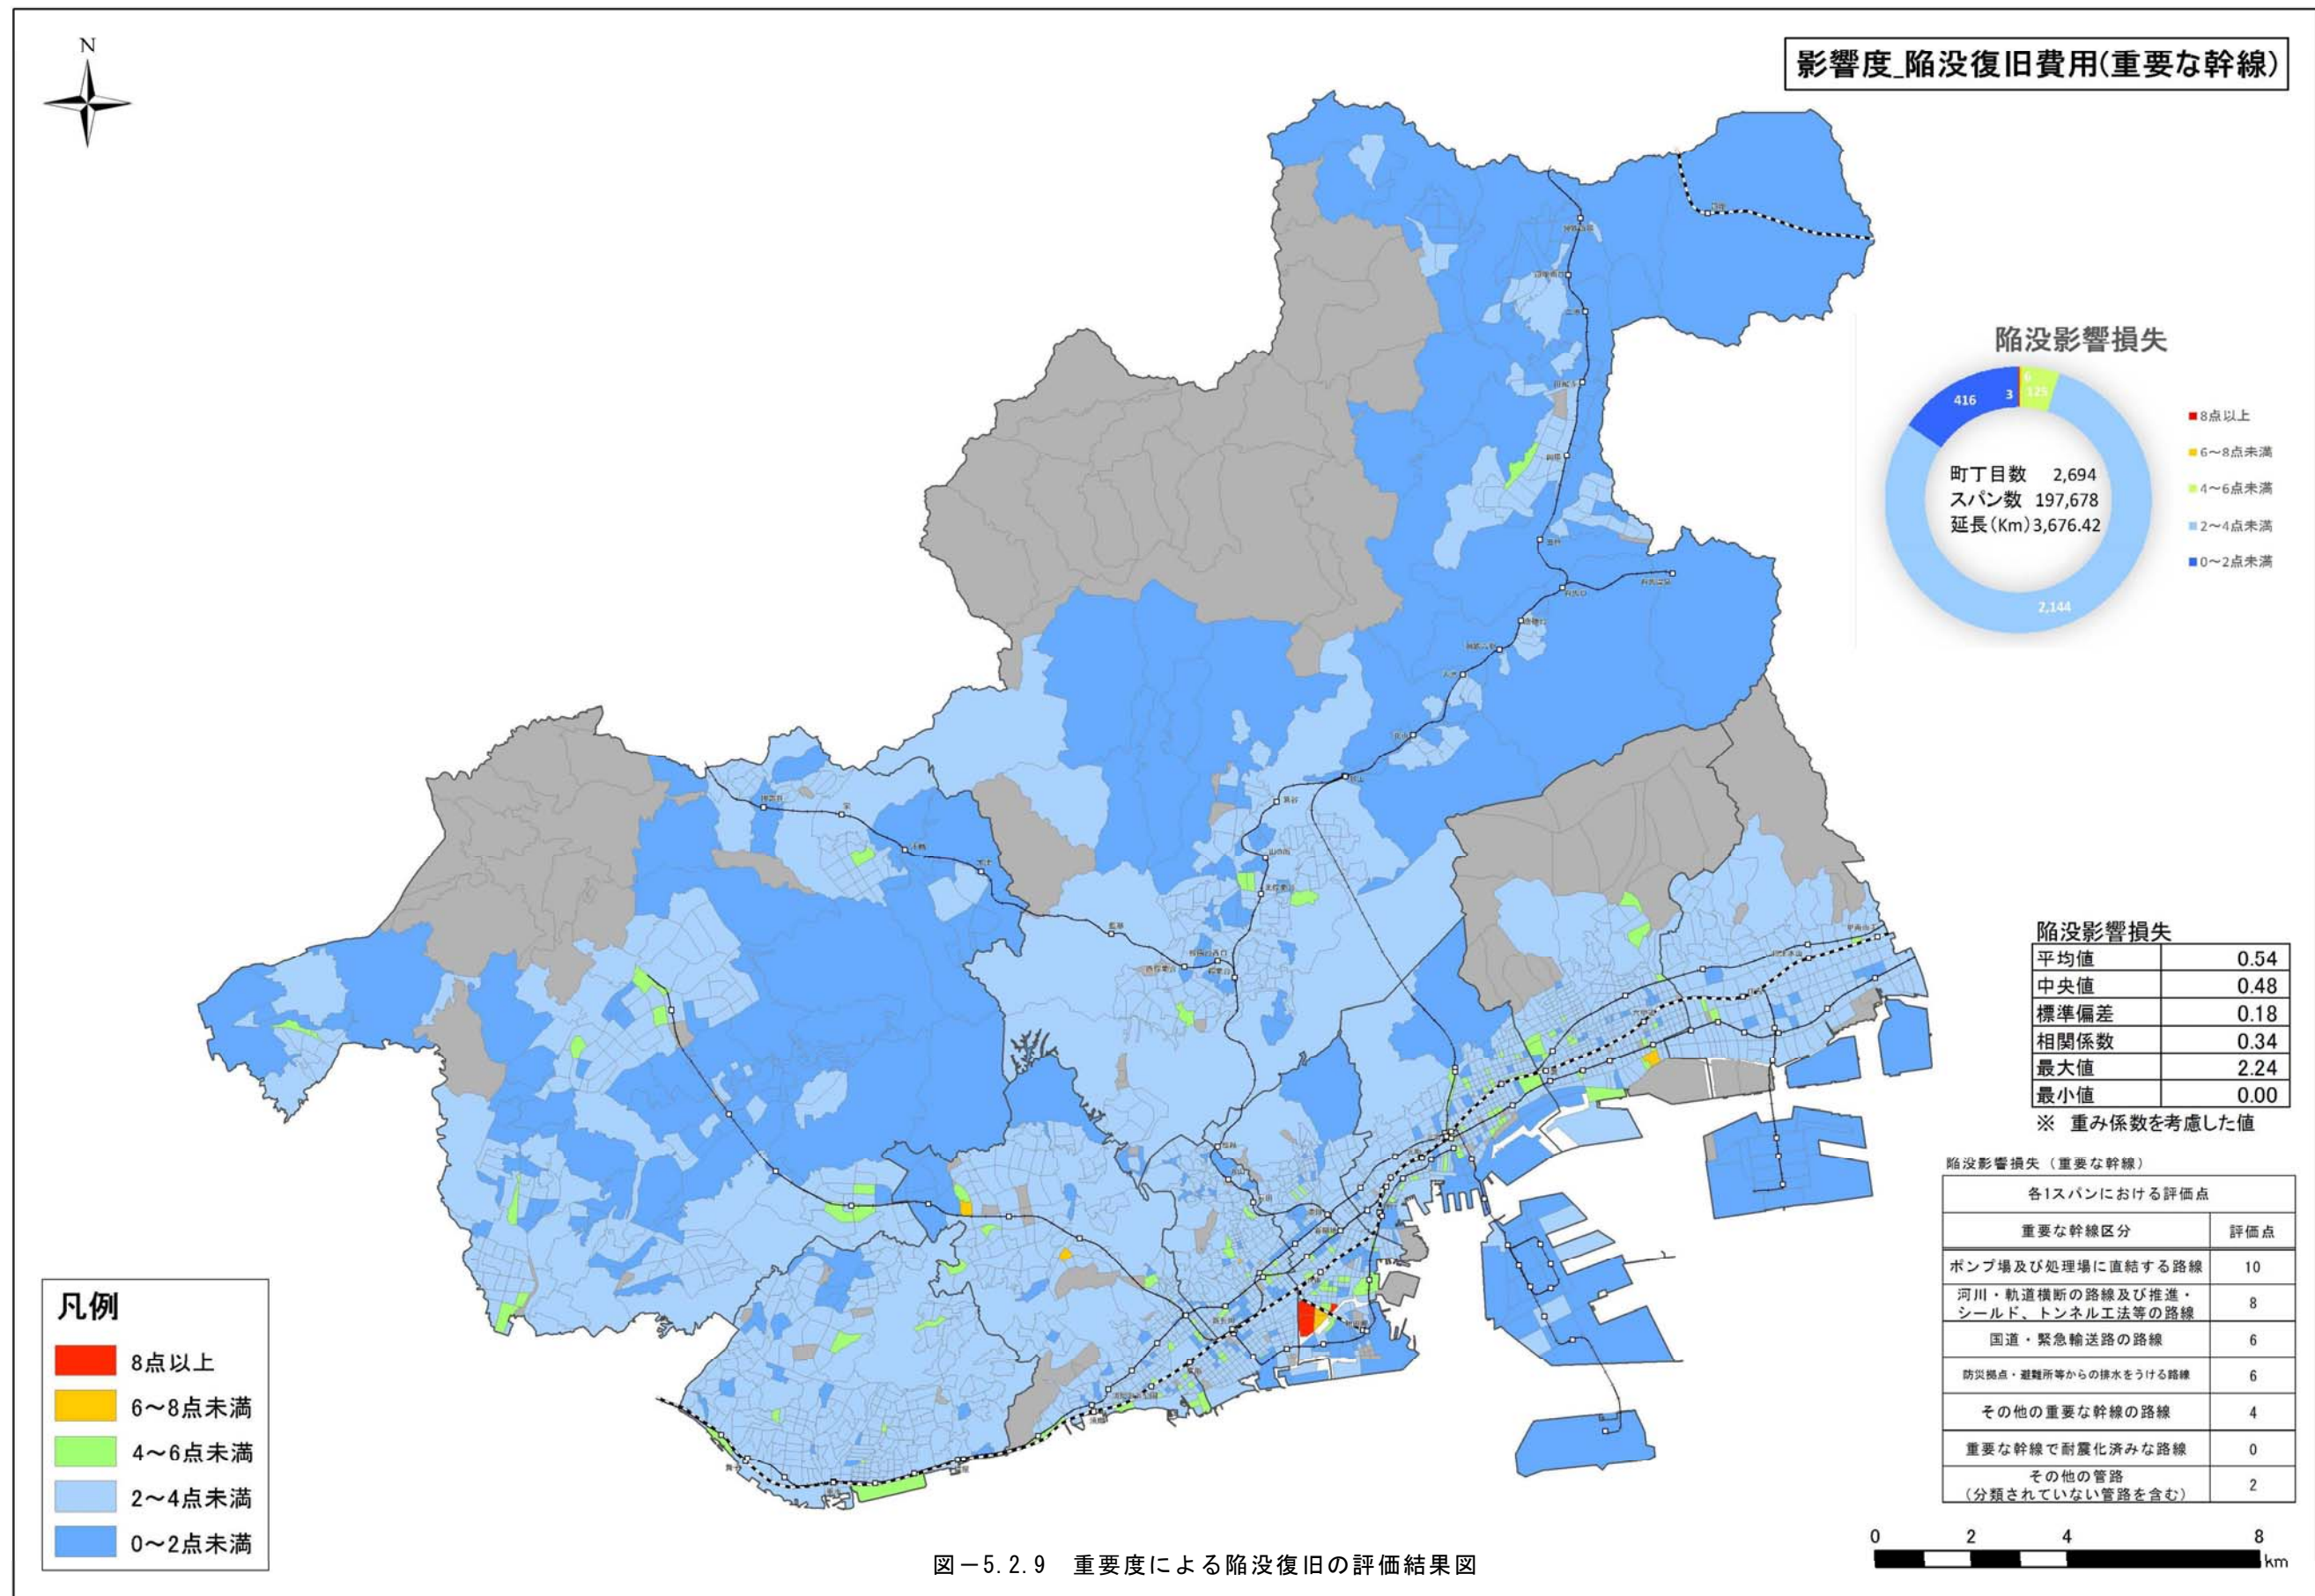 N
影響度_陥没復旧費用(重要な幹線)
陥没影響損失
416
3
6
125
2,144
町丁目数 2,694
スパン数 197,678
延長(Km) 3,676.42
8点以上
6～8点未満
4～6点未満
2～4点未満
0～2点未満
陥没影響損失
平均値 0.54
中央値 0.48
標準偏差 0.18
相関係数 0.34
最大値 2.24
最小値 0.00
※ 重み係数を考慮した値
陥没影響損失（重要な幹線）
各1スパンにおける評価点
重要な幹線区分 評価点
ポンプ場及び処理場に直結する路線 10
河川・軌道横断の路線及び推進・
シールド、トンネル工法等の路線 8
国道・緊急輸送路の路線 6
防災拠点・避難所等からの排水をうける路線 6
その他の重要な幹線の路線 4
重要な幹線で耐震化済みな路線 0
その他の管路
（分類されていない管路を含む） 2
凡例
8点以上
6～8点未満
4～6点未満
2～4点未満
0～2点未満
0 2 4 8
km
図－5.2.9 重要度による陥没復旧の評価結果図